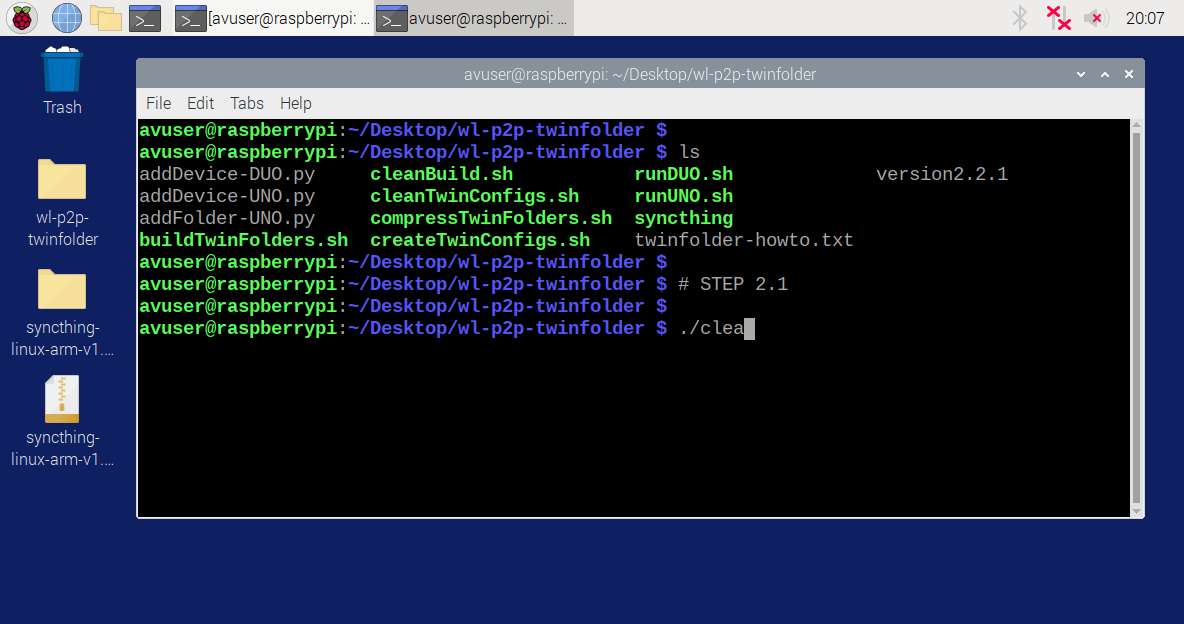 [avuser@raspberrypi: ...
avuser@raspberrypi: ...
20:07
Trash
wl-p2p-
twinfolder
syncthing-
linux-arm-v1....
syncthing-
linux-arm-v1....
avuser@raspberrypi: ~/Desktop/wl-p2p-twinfolder
File Edit Tabs Help
avuser@raspberrypi:~/Desktop/wl-p2p-twinfolder $
avuser@raspberrypi:~/Desktop/wl-p2p-twinfolder $ ls
addDevice-DUO.py cleanBuild.sh runDUO.sh version2.2.1
addDevice-UNO.py cleanTwinConfigs.sh runUNO.sh
addFolder-UNO.py compressTwinFolders.sh syncthing
buildTwinFolders.sh createTwinConfigs.sh twinfolder-howto.txt
avuser@raspberrypi:~/Desktop/wl-p2p-twinfolder $
avuser@raspberrypi:~/Desktop/wl-p2p-twinfolder $ # STEP 2.1
avuser@raspberrypi:~/Desktop/wl-p2p-twinfolder $
avuser@raspberrypi:~/Desktop/wl-p2p-twinfolder $ ./clea